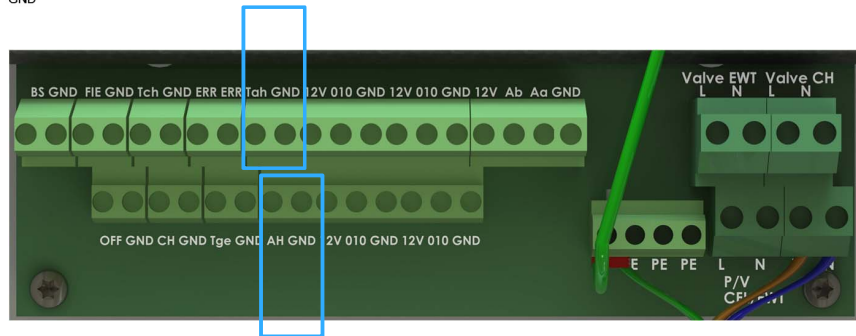 GND
Valve EWT Valve CH
L N L N
BS GND FIE GND Tch GND ERR ERR Tah GND 12V 010 GND 12V 010 GND 12V Ab Aa GND
OFF GND CH GND Tge GND AH GND 12V 010 GND 12V 010 GND
E PE PE L N N
P/V